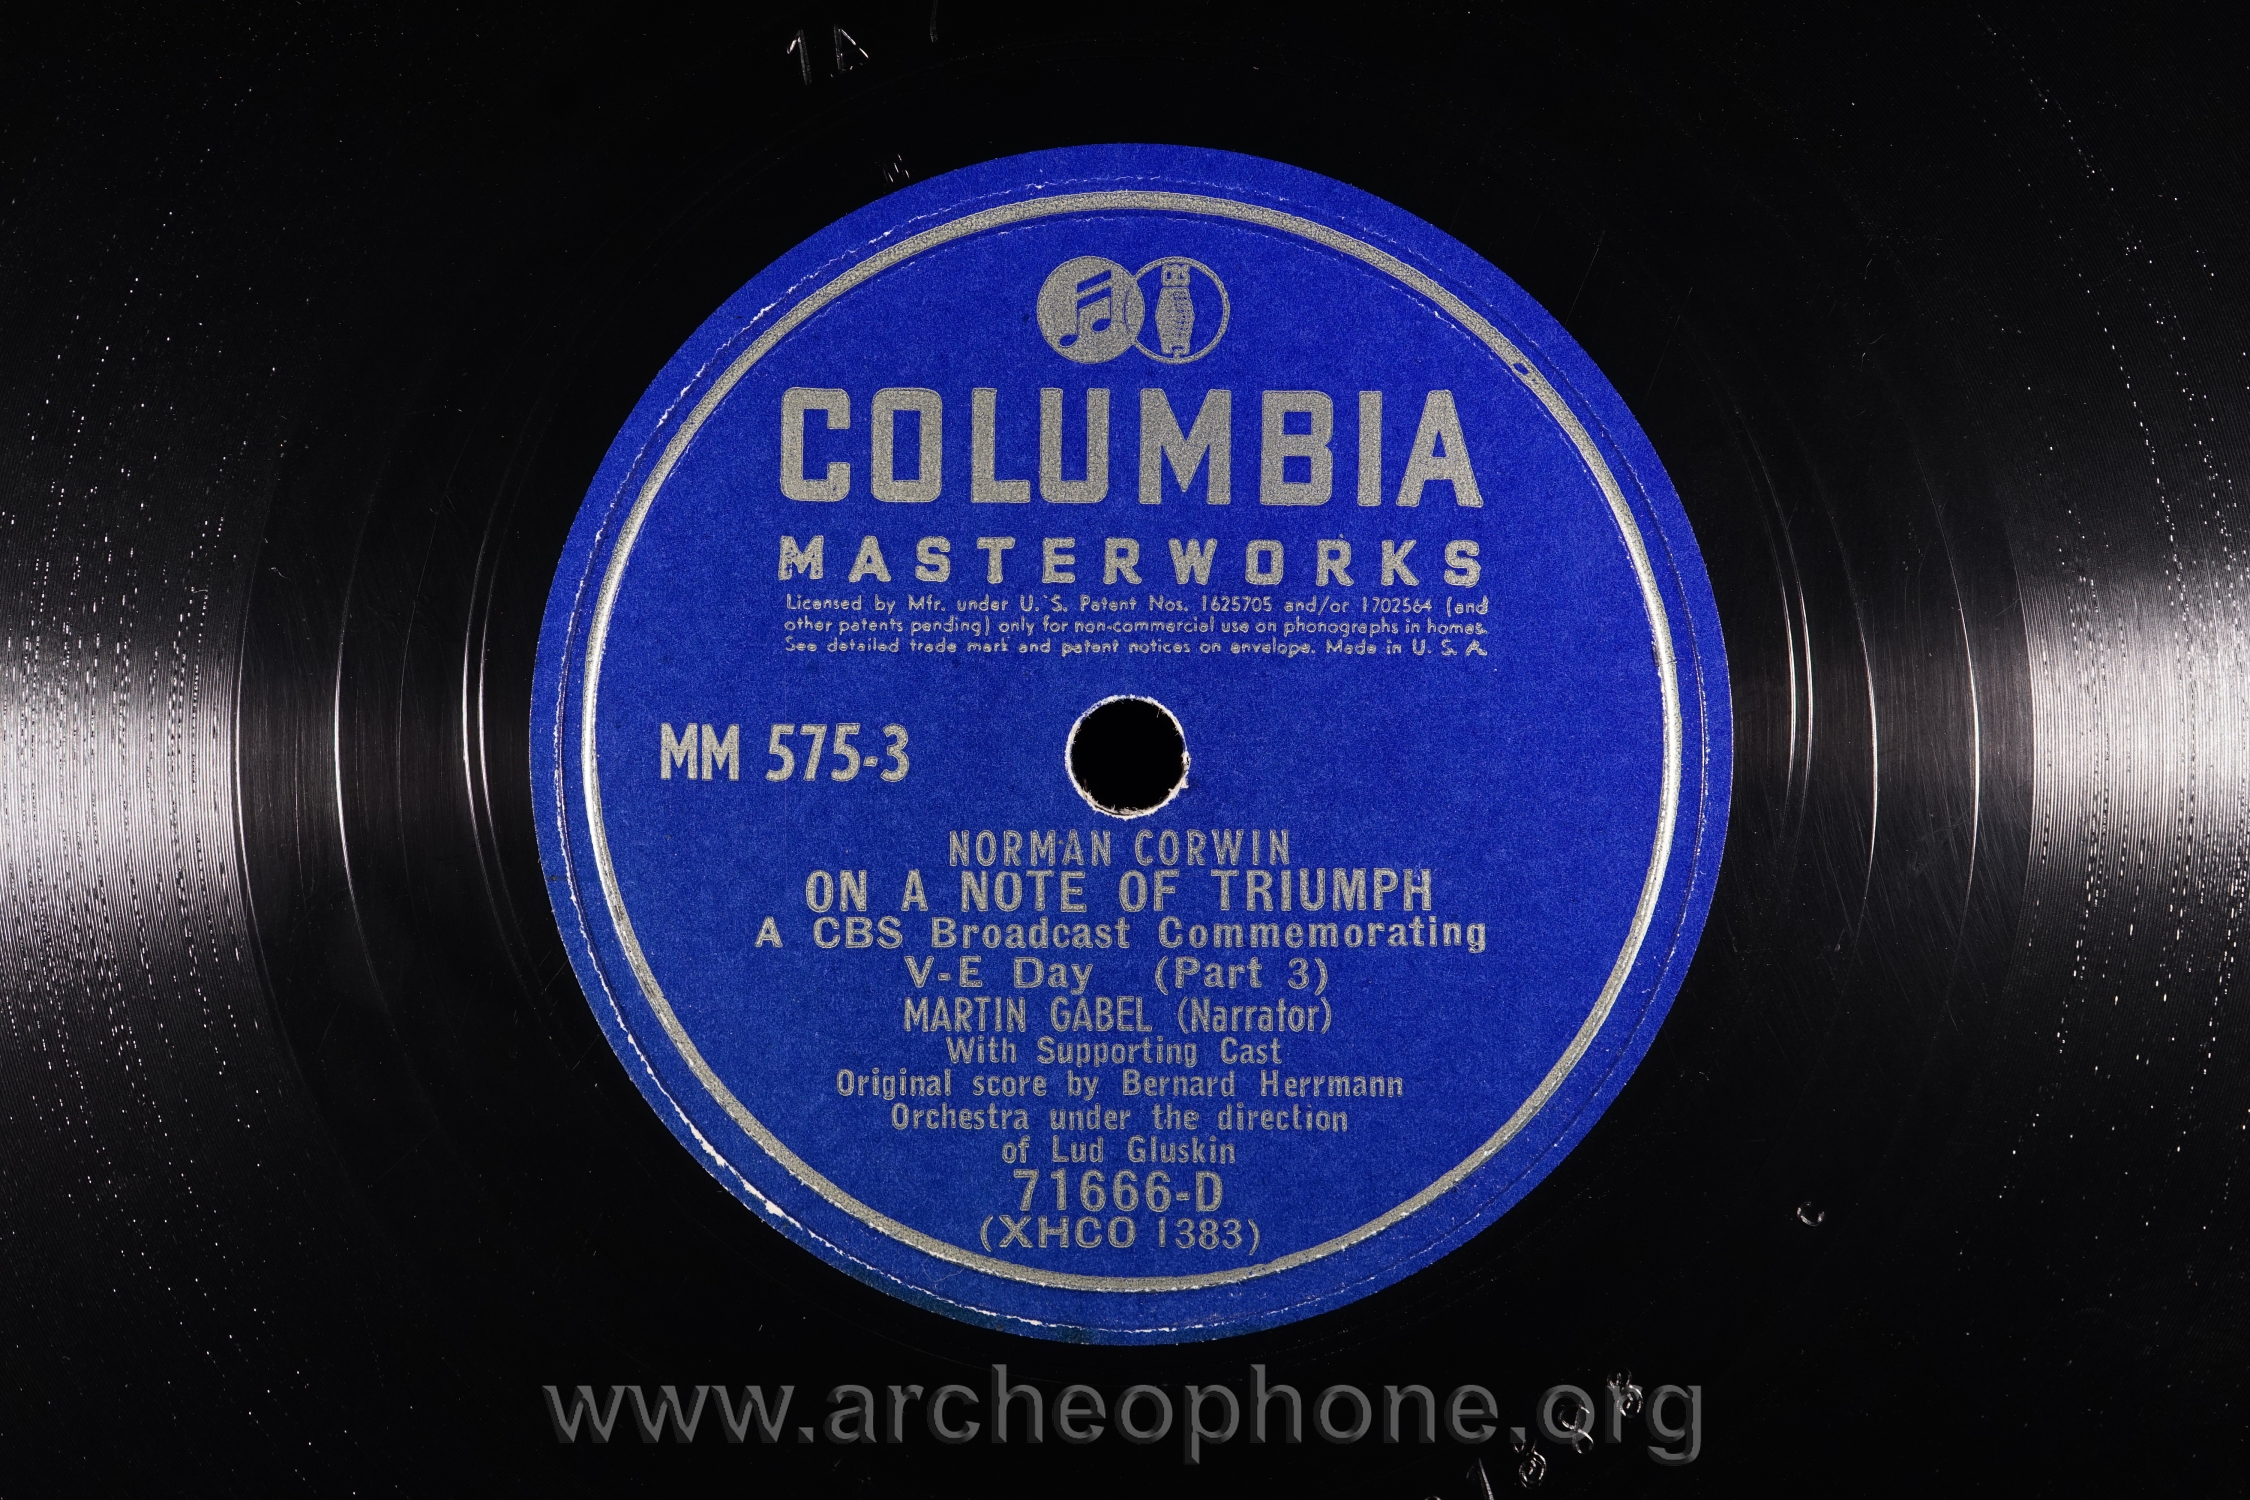 1A
COLUMBIA
MASTERWORKS
Licensed by Mfr. under U. S. Patent Nos. 1625705 and/or 1702564 (and
other patents pending) only for non-commercial use on phonographs in homes.
See detailed trade mark and patent notices on envelope. Made in U. S. A.
MM 575-3
NORMAN CORWIN
ON A NOTE OF TRIUMPH
A CBS Broadcast Commemorating
V-E Day (Part 3)
MARTIN GABEL (Narrator)
With Supporting Cast
Original score by Bernard Herrmann
Orchestra under the direction
of Lud Gluskin
71666-D
(XHCO 1383)
www.archeophone.org